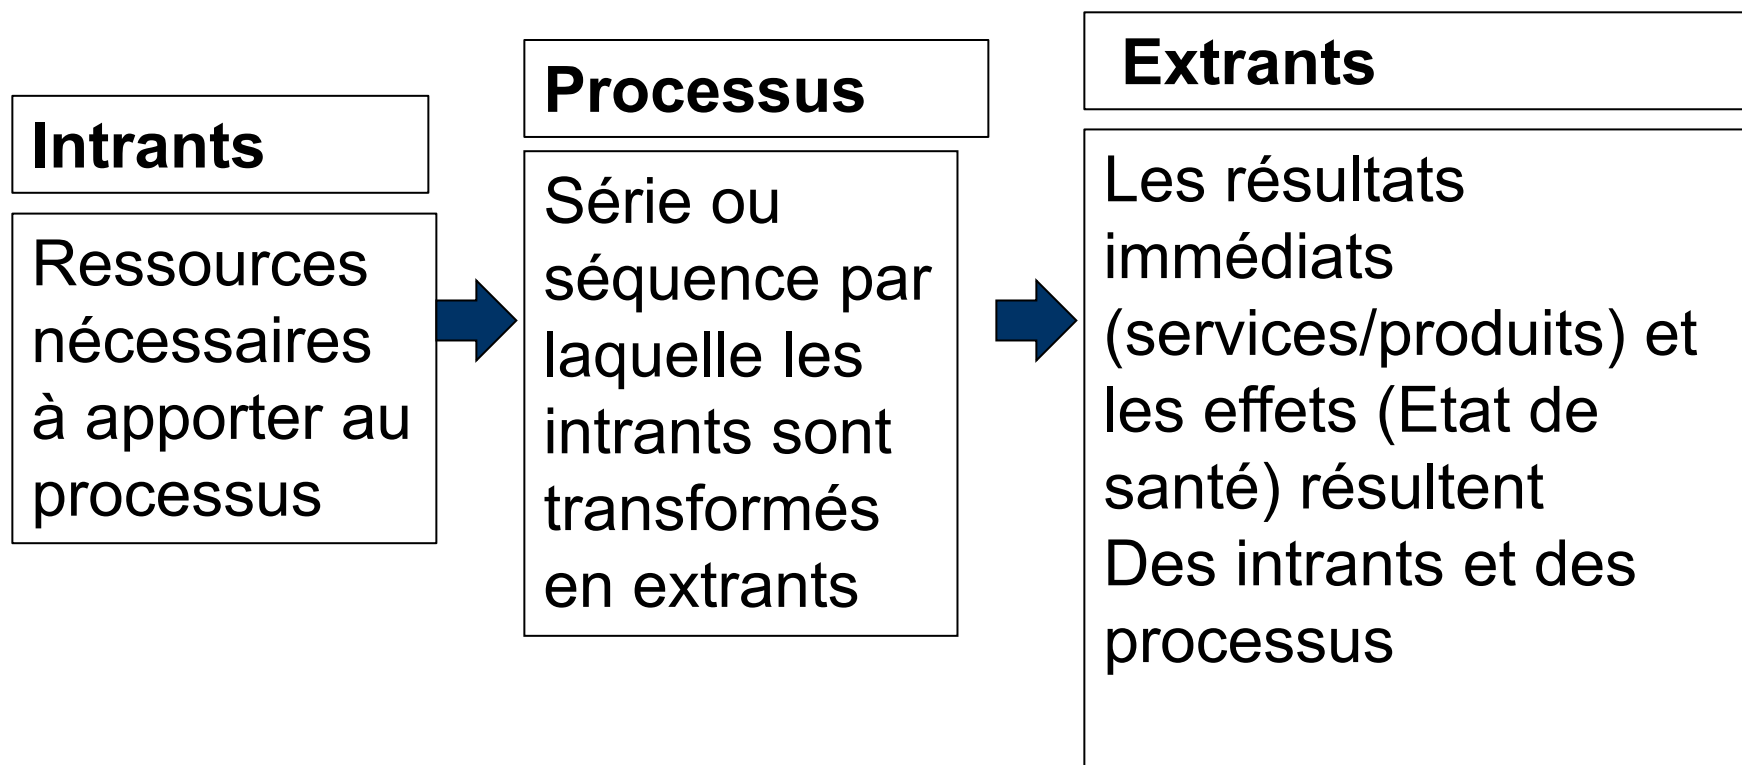 Intrants
Ressources
nécessaires
à apporter au
processus
Processus
Série ou
séquence par
laquelle les
intrants sont
transformés
en extrants
Extrants
Les résultats
immédiats
(services/produits) et
les effets (Etat de
santé) résultent
Des intrants et des
processus